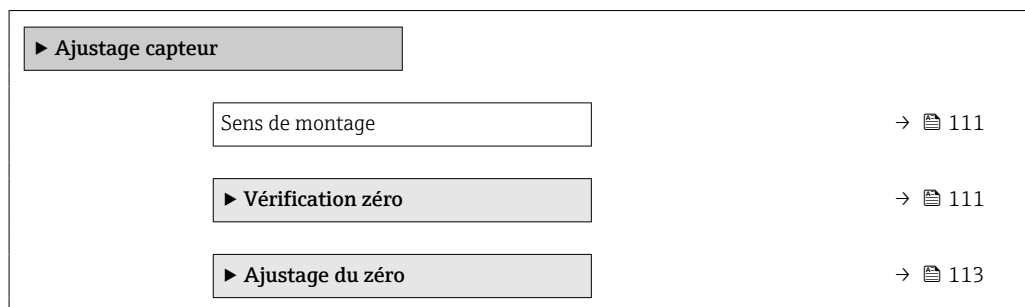 ► Ajustage capteur
Sens de montage → 111
► Vérification zéro → 111
► Ajustage du zéro → 113